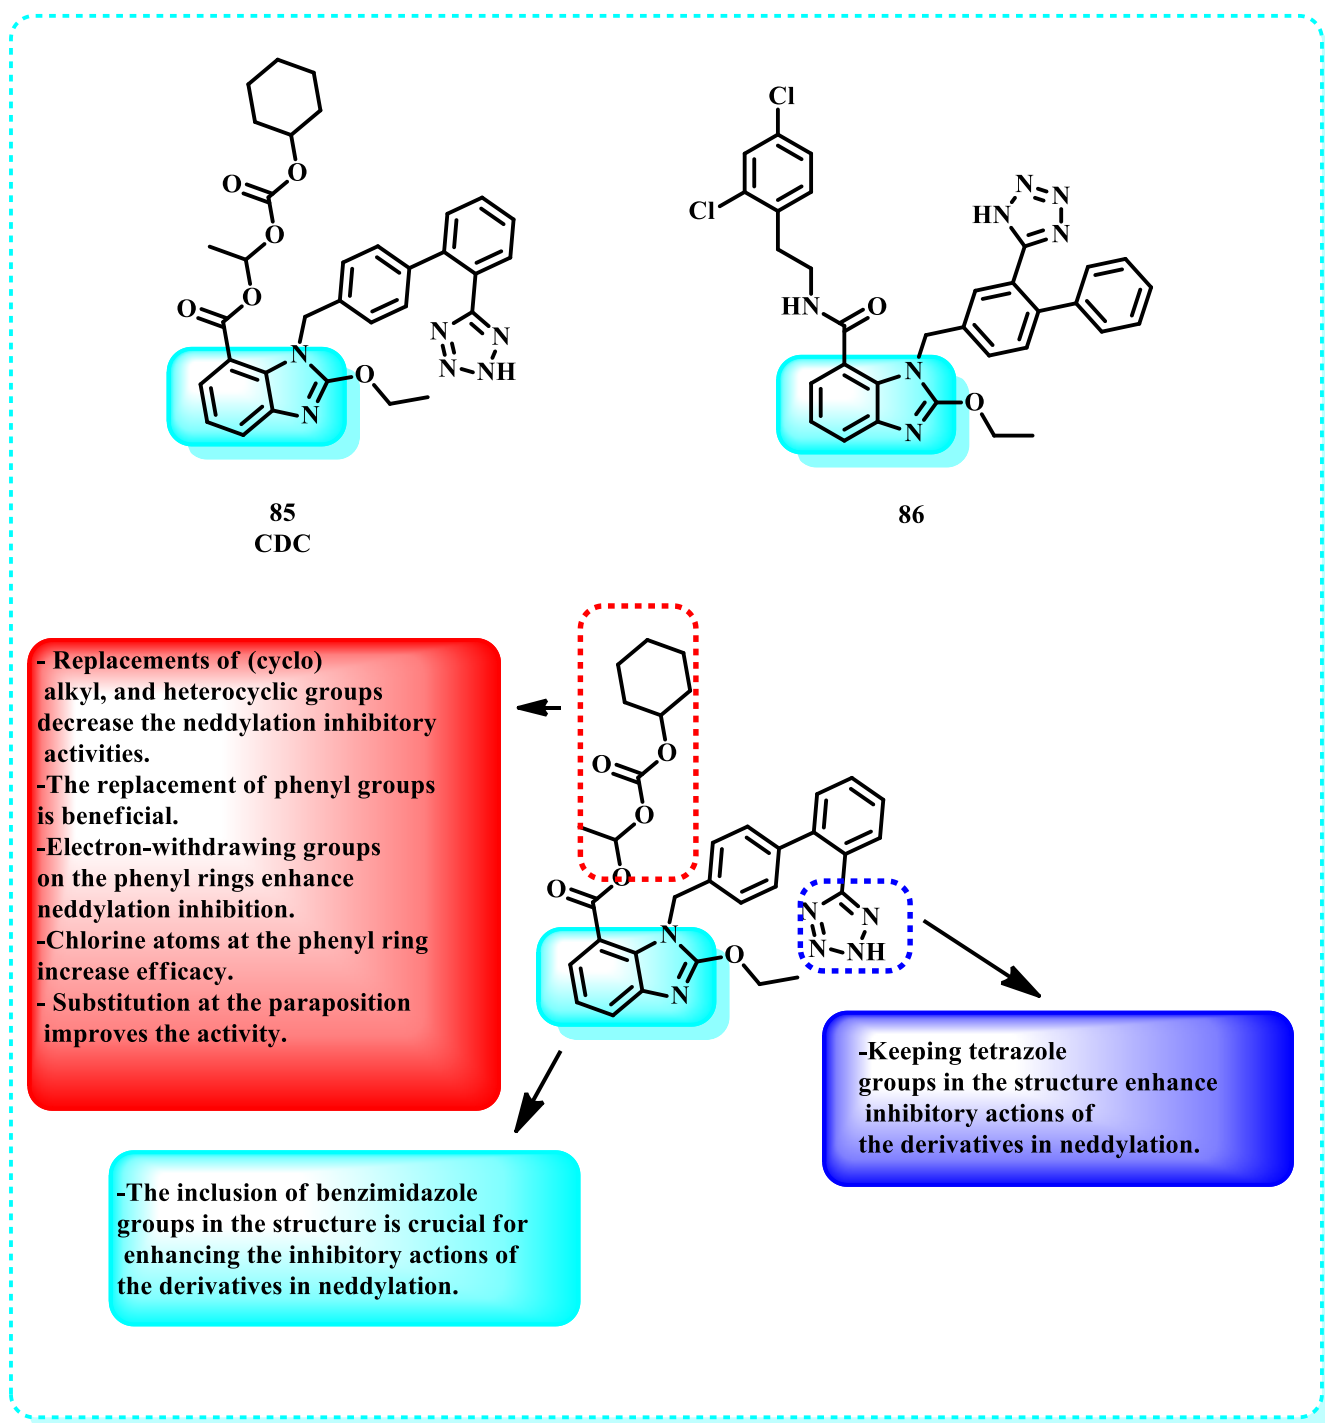 Cl
Cl
O
O
O
O
O
N
N
N
NH
N
N
O
N
N
N
HN
HN
O
N
N
O
85
CDC
86
- Replacements of (cyclo)
alkyl, and heterocyclic groups
decrease the neddylation inhibitory
activities.
-The replacement of phenyl groups
is beneficial.
-Electron-withdrawing groups
on the phenyl rings enhance
neddylation inhibition.
-Chlorine atoms at the phenyl ring
increase efficacy.
- Substitution at the paraposition
improves the activity.
O
O
O
O
O
N
N
N
NH
N
N
O
-Keeping tetrazole
groups in the structure enhance
inhibitory actions of
the derivatives in neddylation.
-The inclusion of benzimidazole
groups in the structure is crucial for
enhancing the inhibitory actions of
the derivatives in neddylation.